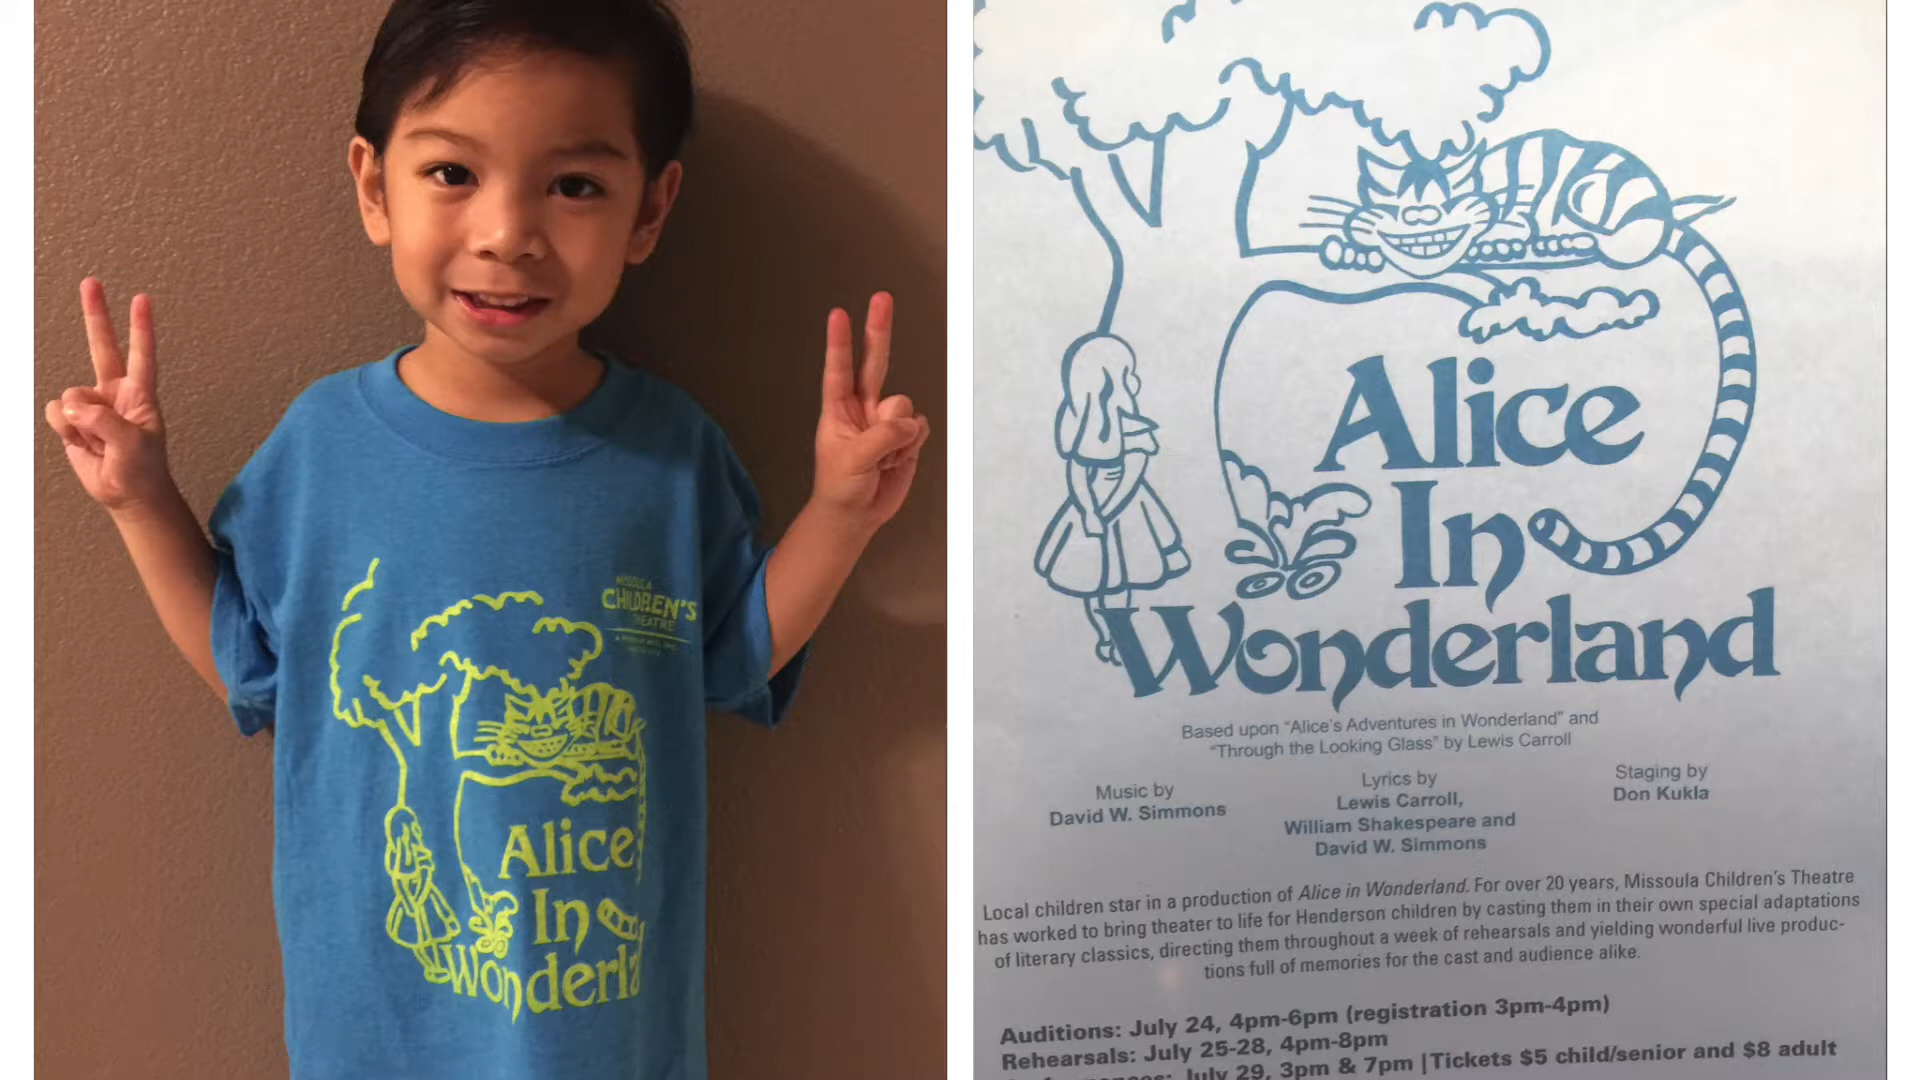 MISSOULA
CHILDREN'S
THEATRE
Alice
In
Wonderla
Alice
In
Wonderland
Based upon "Alice's Adventures in Wonderland" and
"Through the Looking Glass" by Lewis Carroll
Music by
David W. Simmons
Lyrics by
Lewis Carroll,
William Shakespeare and
David W. Simmons
Staging by
Don Kukla
Local children star in a production of Alice in Wonderland. For over 20 years, Missoula Children's Theatre
has worked to bring theater to life for Henderson children by casting them in their own special adaptations
of literary classics, directing them throughout a week of rehearsals and yielding wonderful live produc-
tions full of memories for the cast and audience alike.
Auditions: July 24, 4pm-6pm (registration 3pm-4pm)
Rehearsals: July 25-28, 4pm-8pm
July 29, 3pm & 7pm | Tickets $5 child/senior and $8 adult